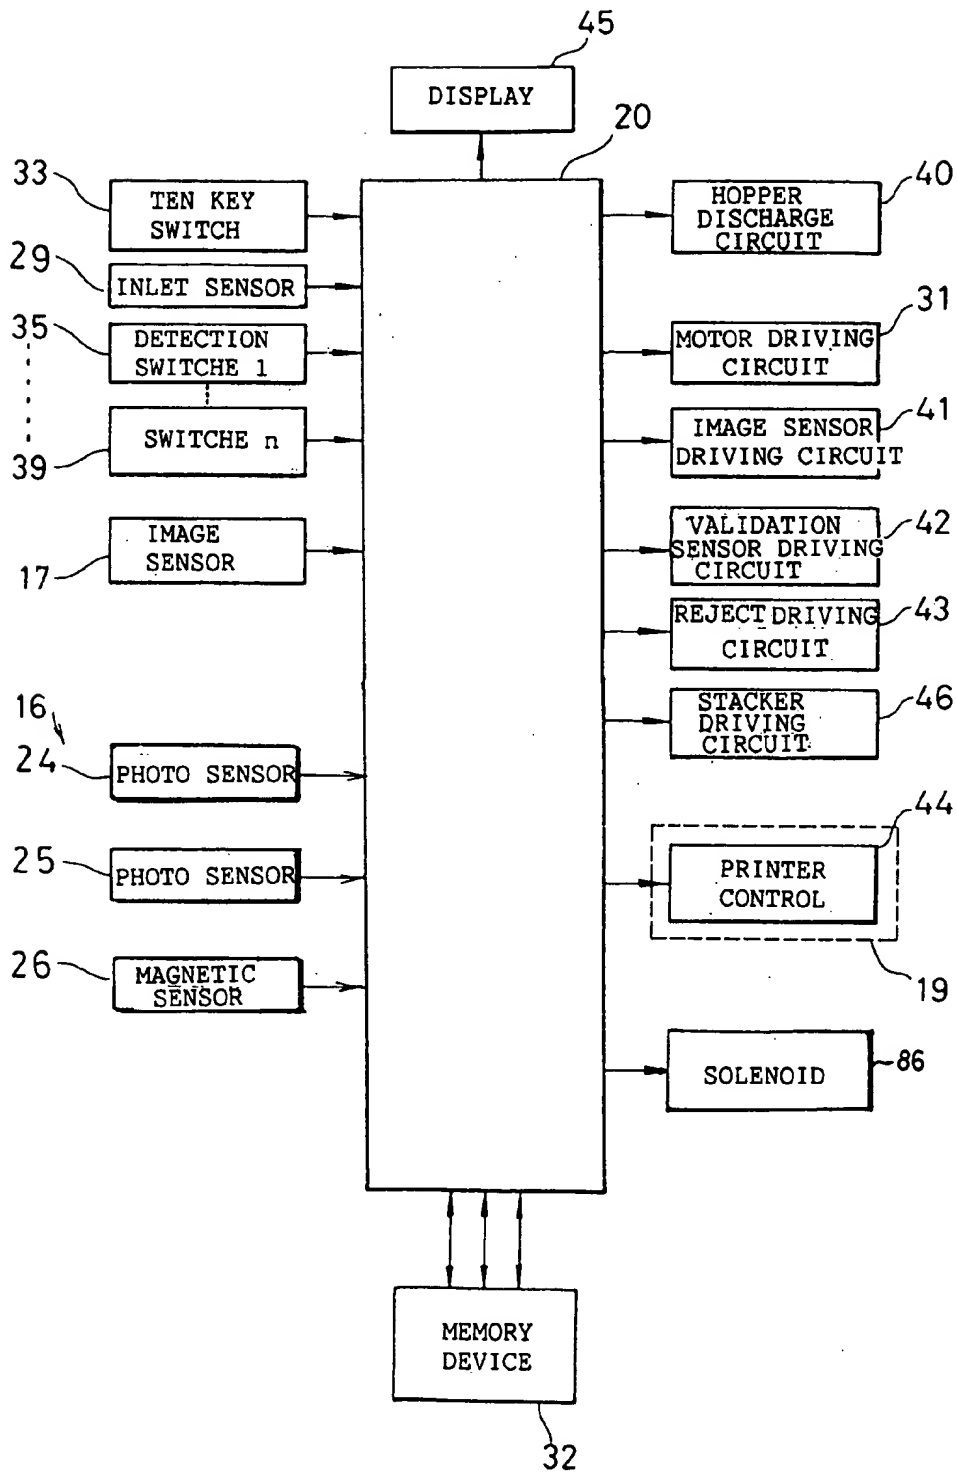 45
DISPLAY
20
33
TEN KEY
SWITCH
40
HOPPER
DISCHARGE
CIRCUIT
29
INLET SENSOR
35
DETECTION
SWITCHE 1
31
MOTOR DRIVING
CIRCUIT
39
SWITCHE n
41
IMAGE SENSOR
DRIVING CIRCUIT
17
IMAGE
SENSOR
42
VALIDATION
SENSOR DRIVING
CIRCUIT
43
REJECT DRIVING
CIRCUIT
46
STACKER
DRIVING
CIRCUIT
16
24
PHOTO SENSOR
44
PRINTER
CONTROL
25
PHOTO SENSOR
19
26
MAGNETIC
SENSOR
86
SOLENOID
MEMORY
DEVICE
32